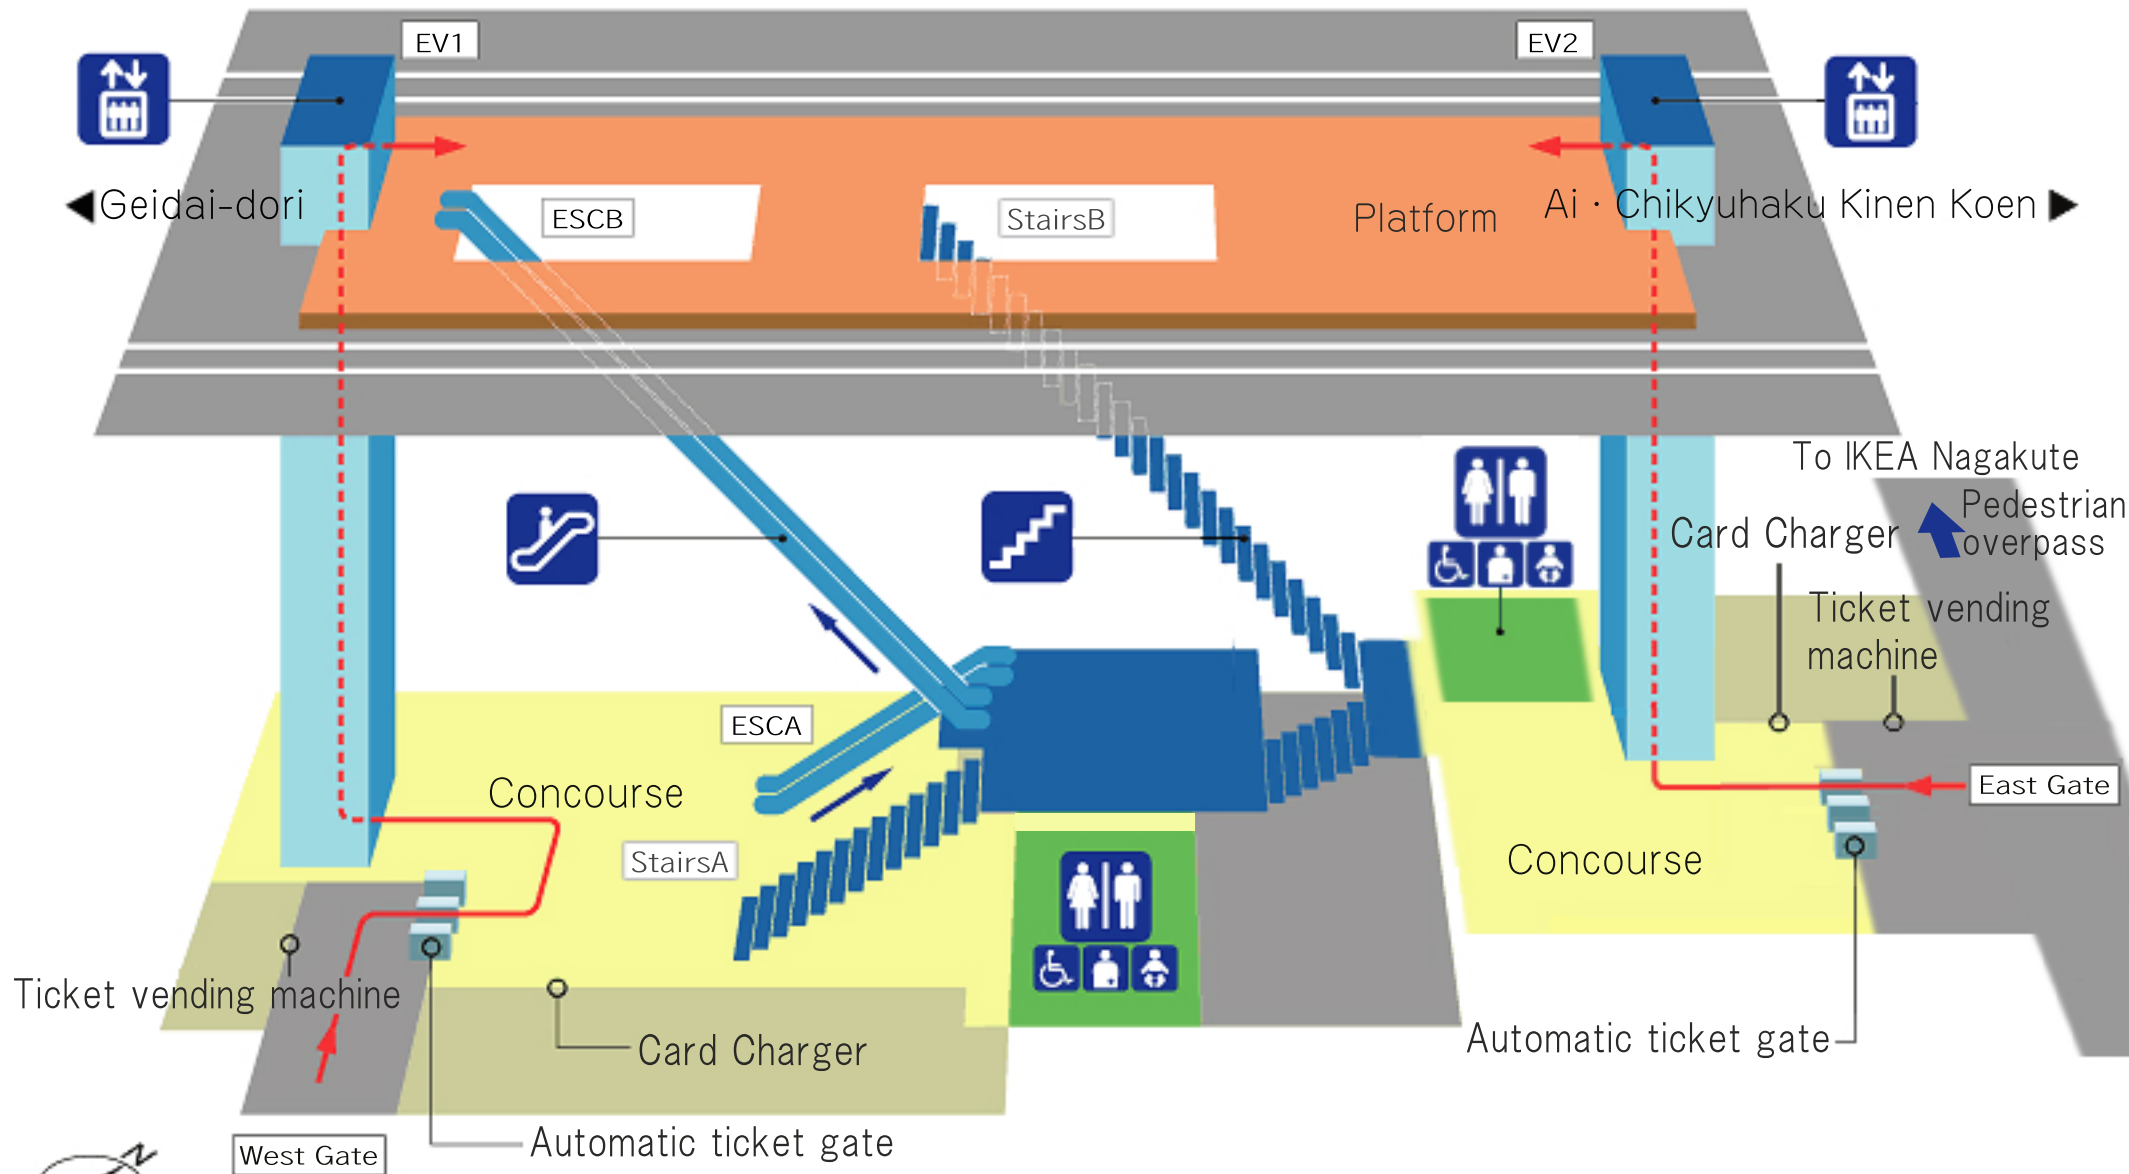 EV1
EV2
◀Geidai-dori
ESCB
StairsB
Platform
Ai・Chikyuhaku Kinen Koen▶
To IKEA Nagakute
Pedestrian
overpass
Card Charger
Ticket vending
machine
ESCA
Concourse
East Gate
StairsA
Concourse
Ticket vending machine
Card Charger
Automatic ticket gate
Automatic ticket gate
West Gate
N